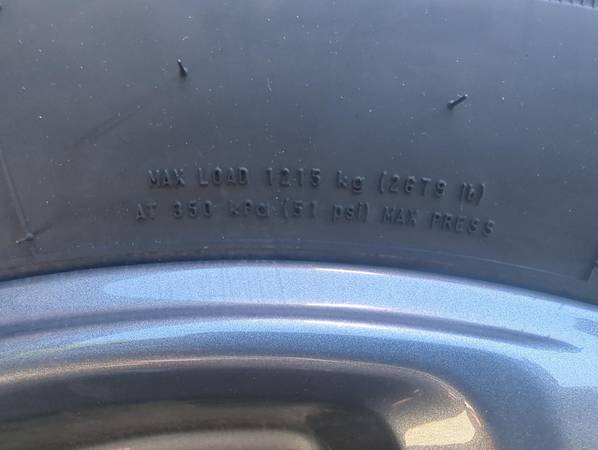 MAX LOAD 1215 kg (2679 lb)
AT 350 kPa (51 psi) MAX PRESS